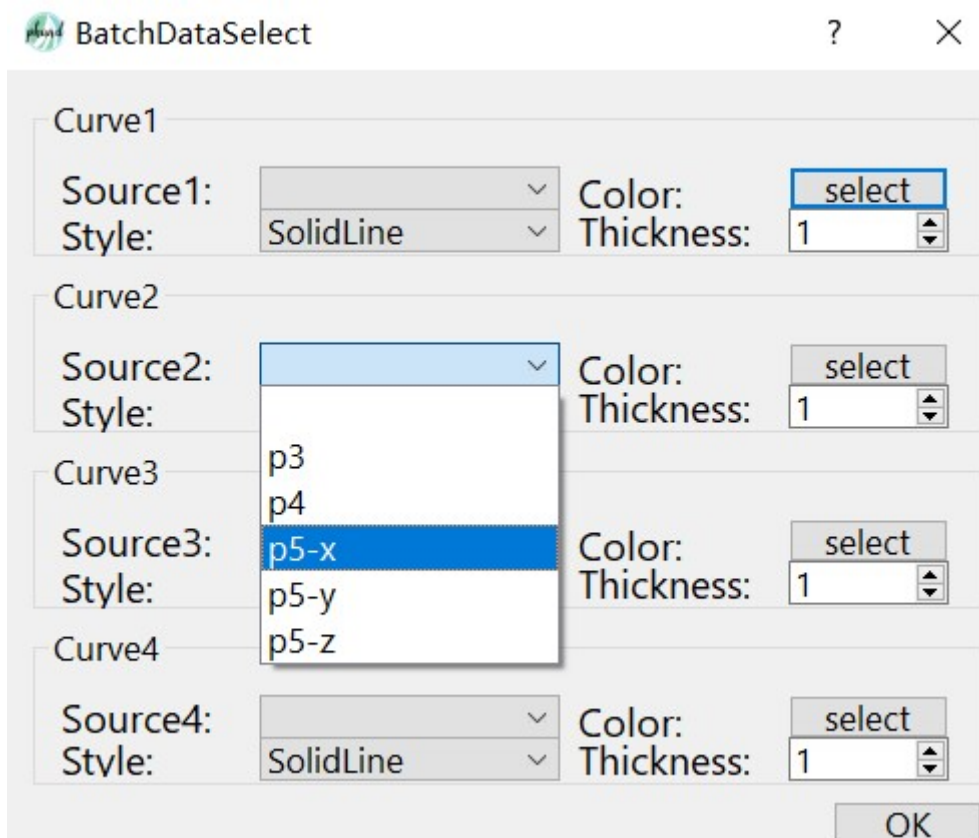 BatchDataSelect ?
Curve1
Source1: Color: select
Style: SolidLine Thickness: 1
Curve2
Source2: Color: select
Style: Thickness: 1
p3
Curve3
p4
Source3: p5-x Color: select
Style: p5-y Thickness: 1
p5-z
Curve4
Source4: Color: select
Style: SolidLine Thickness: 1
OK